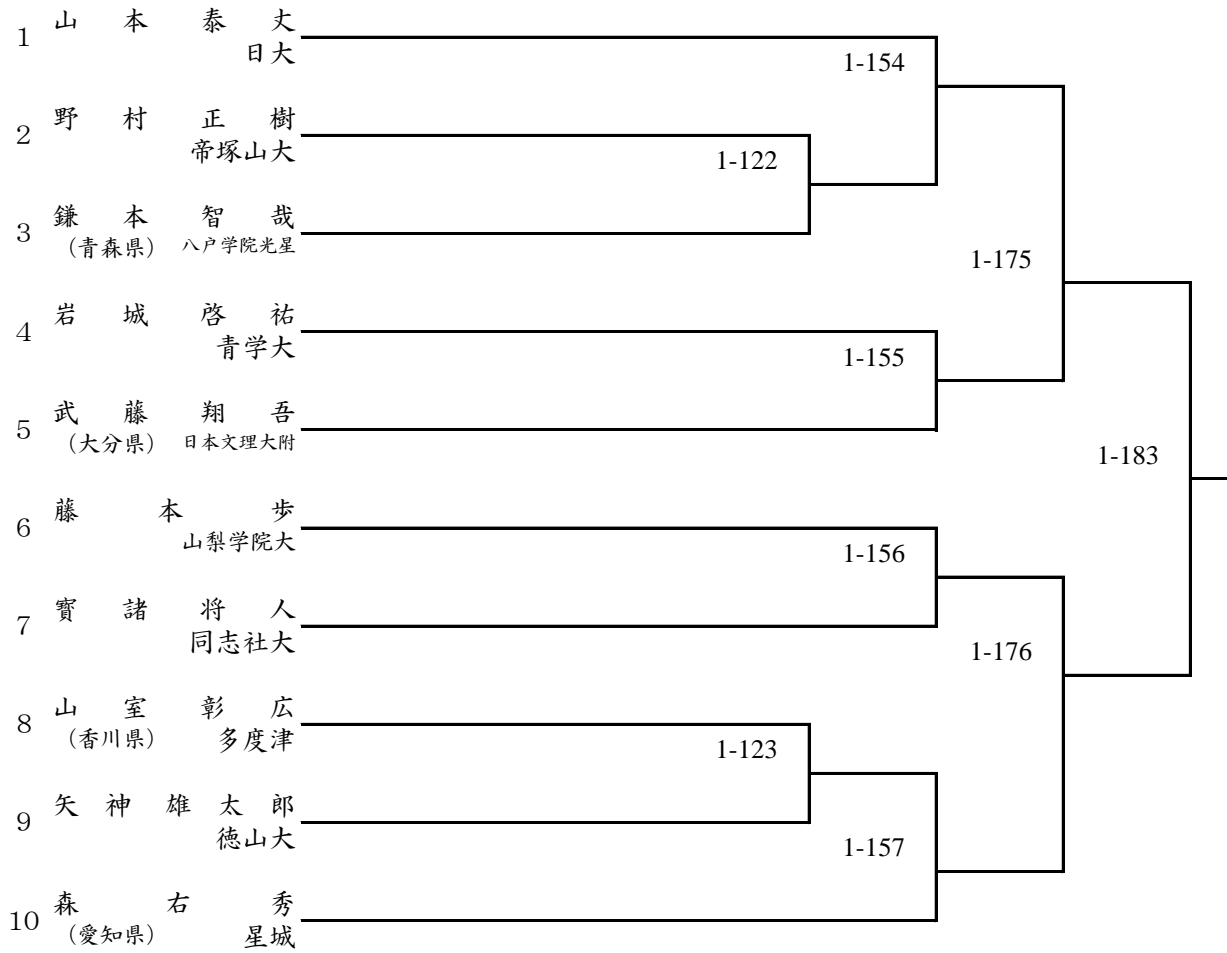 1 山本泰丈
日大
1-154
2 野村正樹
帝塚山大
1-122
3 鎌本智哉
(青森県) 八戸学院光星
1-175
4 岩城啓祐
青学大
1-155
5 武藤翔吾
(大分県) 日本文理大附
1-183
6 藤本歩
山梨学院大
1-156
7 寳諸将人
同志社大
1-176
8 山室彰広
(香川県) 多度津
1-123
9 矢神雄太郎
徳山大
1-157
10 森右秀
(愛知県) 星城